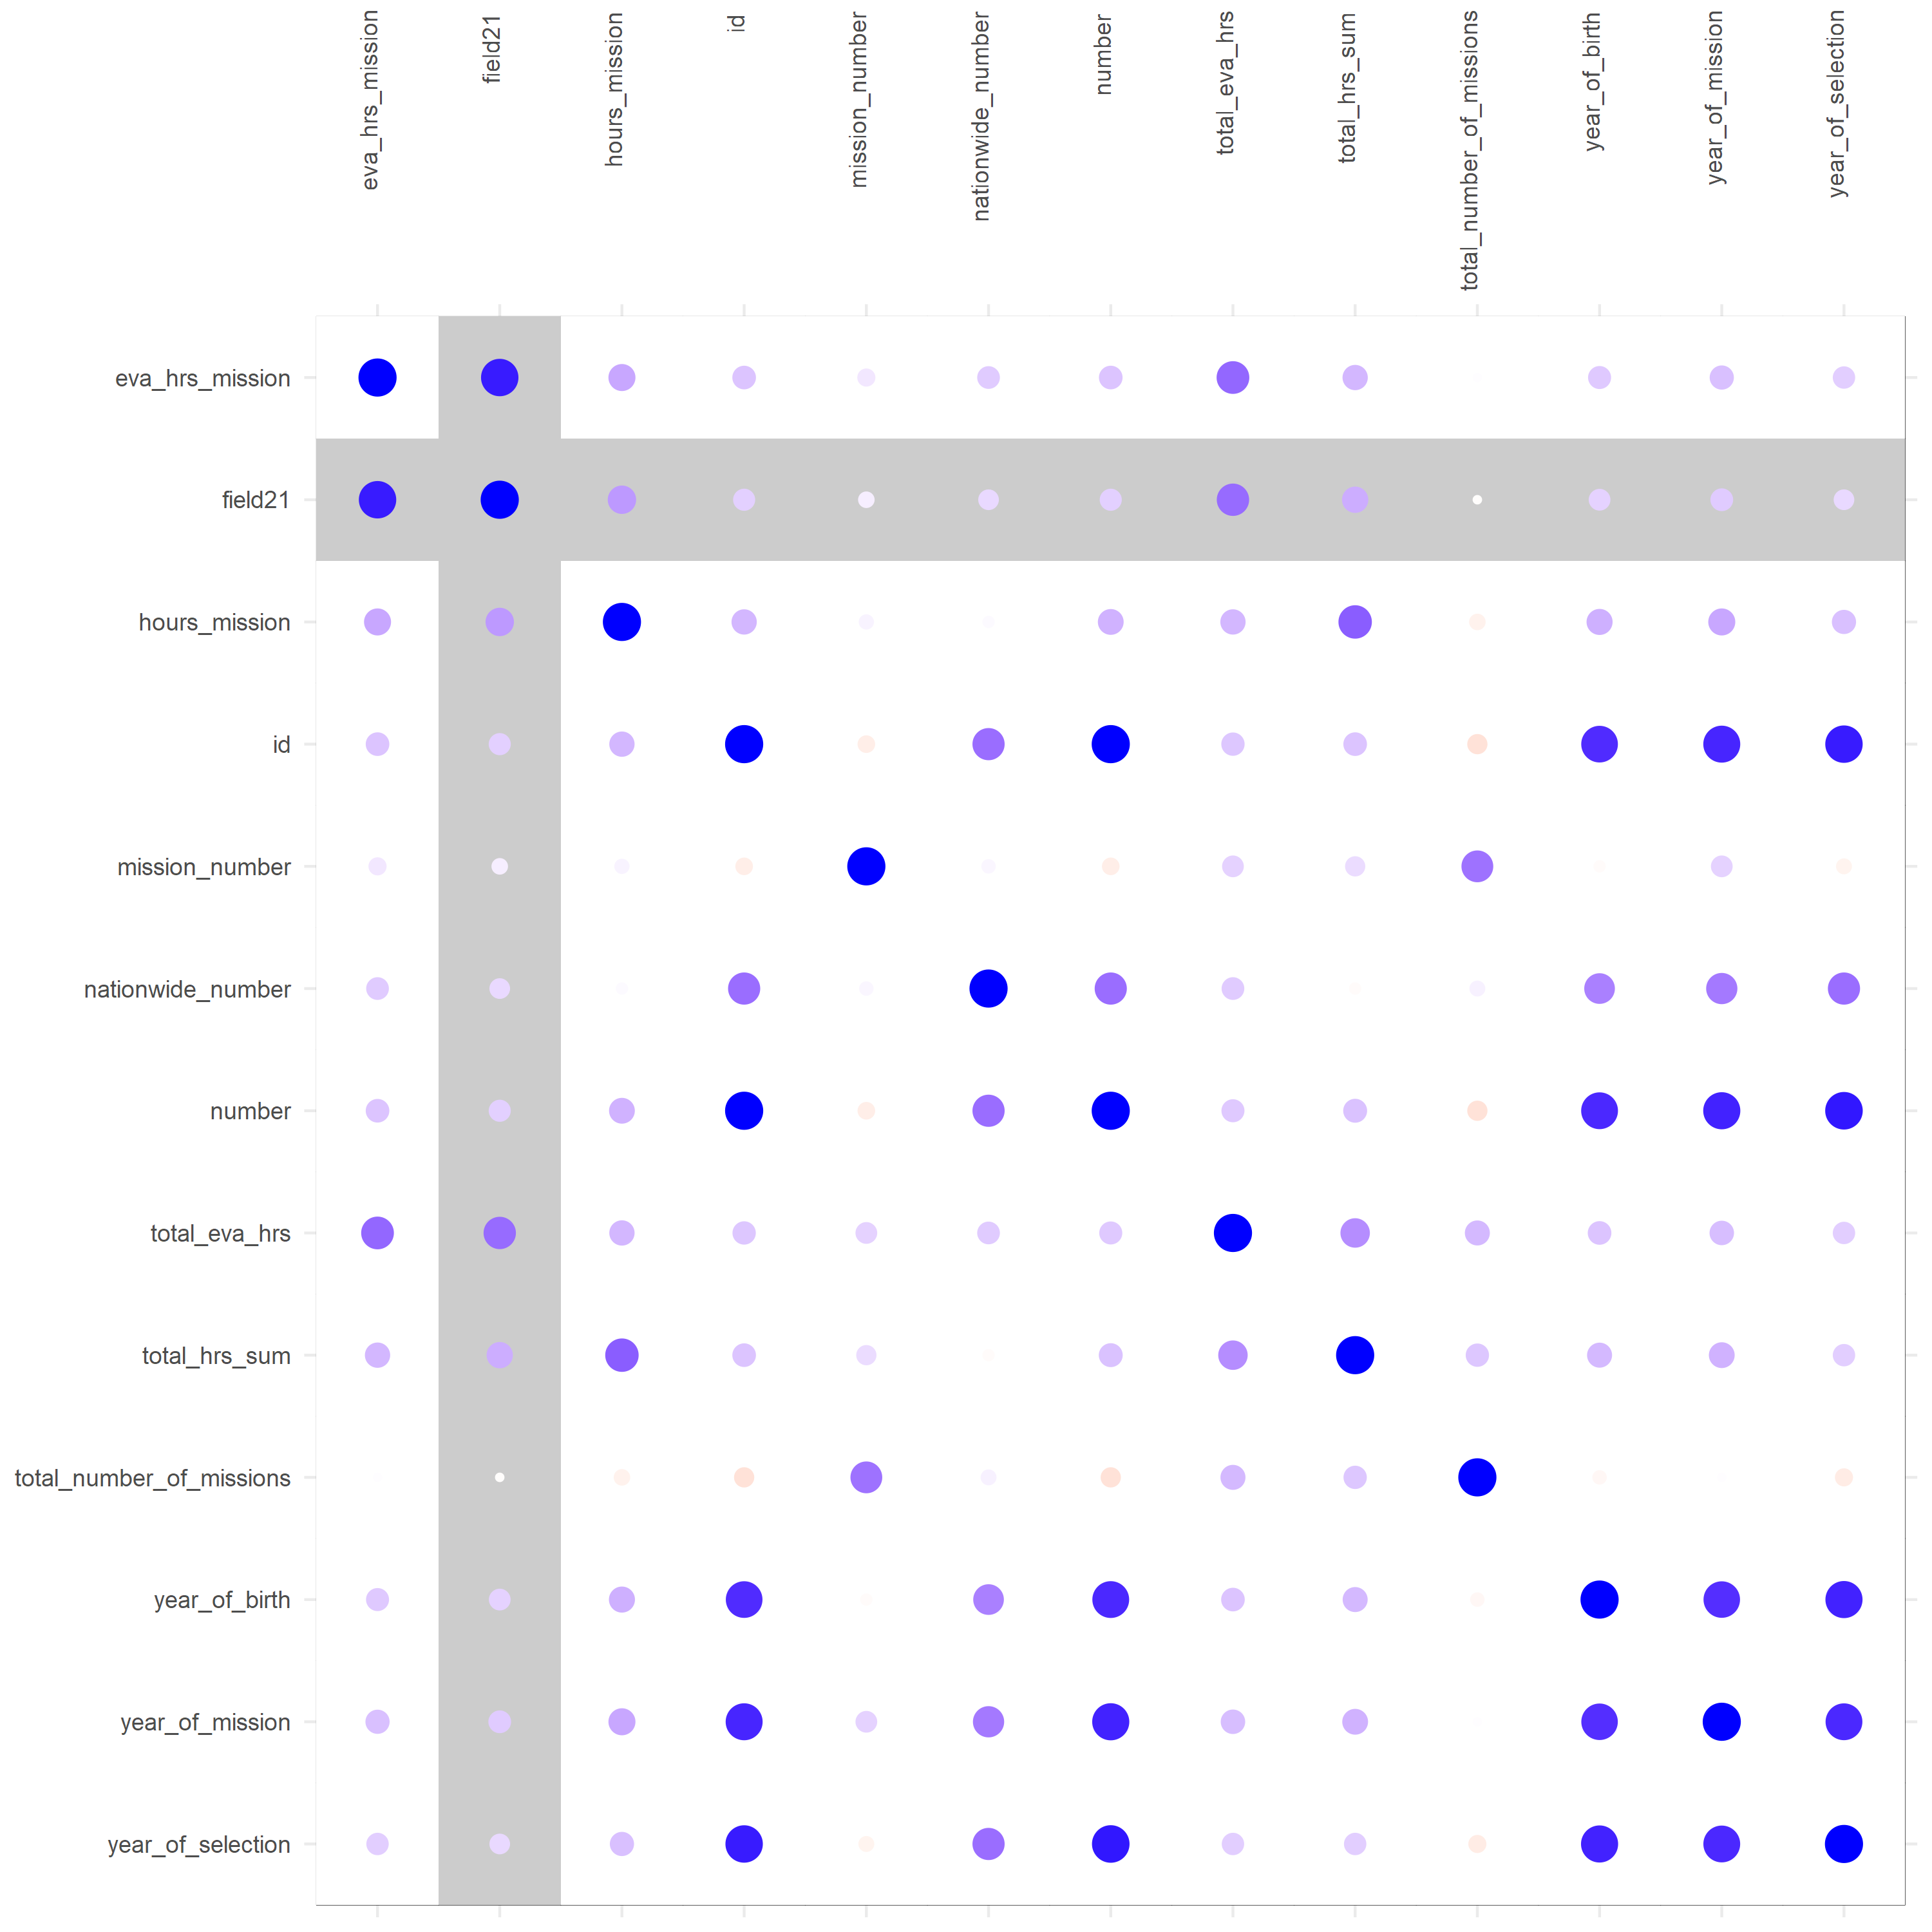 eva_hrs_mission
field21
hours_mission
id
mission_number
nationwide_number
number
total_eva_hrs
total_hrs_sum
total_number_of_missions
year_of_birth
year_of_mission
year_of_selection
eva_hrs_mission
field21
hours_mission
id
mission_number
nationwide_number
number
total_eva_hrs
total_hrs_sum
total_number_of_missions
year_of_birth
year_of_mission
year_of_selection